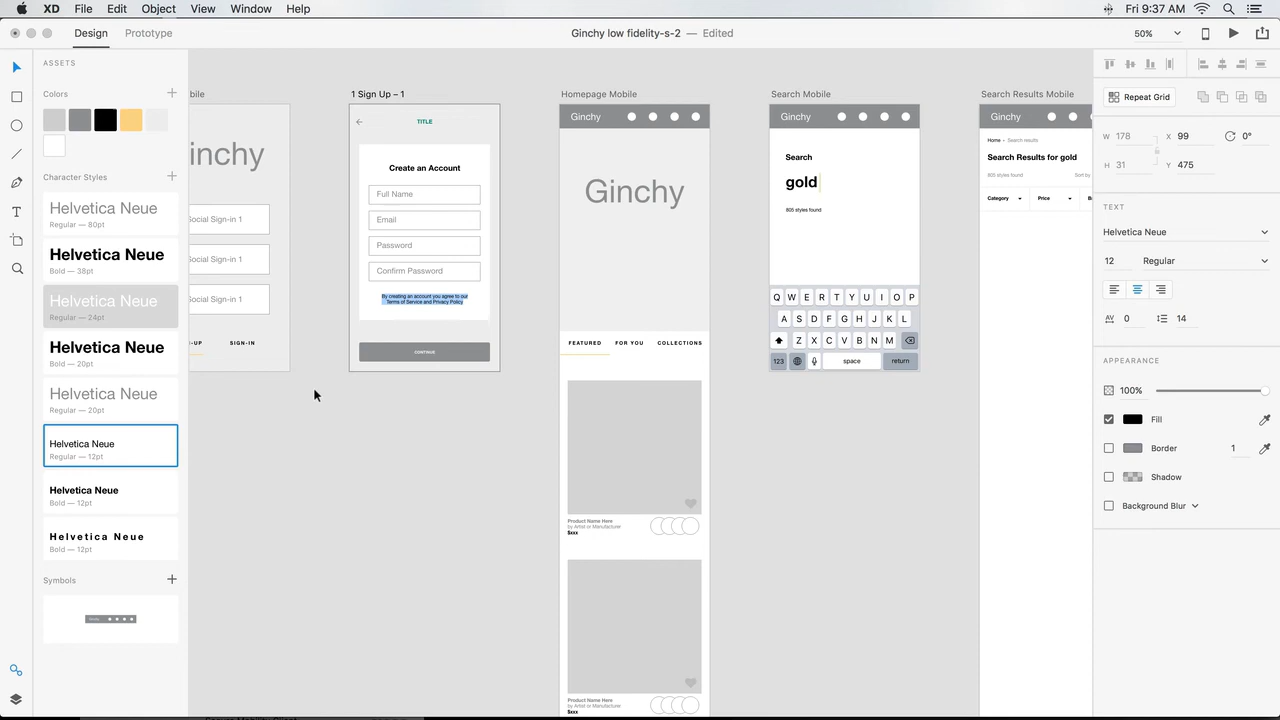 XD File Edit Object View Window Help
Fri 9:37 AM
Design Prototype
Ginchy low fidelity-s-2 — Edited
50%
ASSETS
Colors
Character Styles
Helvetica Neue
Regular — 80pt
Helvetica Neue
Bold — 38pt
Helvetica Neue
Regular — 24pt
Helvetica Neue
Bold — 20pt
Helvetica Neue
Regular — 20pt
Helvetica Neue
Regular — 12pt
Helvetica Neue
Bold — 12pt
Helvetica Neue
Bold — 12pt
Symbols
bile
inchy
Social Sign-in 1
Social Sign-in 1
Social Sign-in 1
-UP SIGN-IN
1 Sign Up – 1
TITLE
Create an Account
Full Name
Email
Password
Confirm Password
By creating an account you agree to our
Terms of Service and Privacy Policy
CONTINUE
Homepage Mobile
Ginchy
Ginchy
FEATURED FOR YOU COLLECTIONS
Product Name Here
by Artist or Manufacturer
$xxx
Product Name Here
by Artist or Manufacturer
$xxx
Search Mobile
Ginchy
Search
gold
805 styles found
Q W E R T Y U I O P
A S D F G H J K L
Z X C V B N M
123 space return
Search Results Mobile
Ginchy
Home • Search results
Search Results for gold
805 styles found Sort by
Category Price B
Repeat Grid
W 178 X 99 0°
H 31 Y 475
TEXT
Helvetica Neue
12 Regular
AV 0 14
APPEARANCE
100%
Fill
Border 1
Shadow
Background Blur